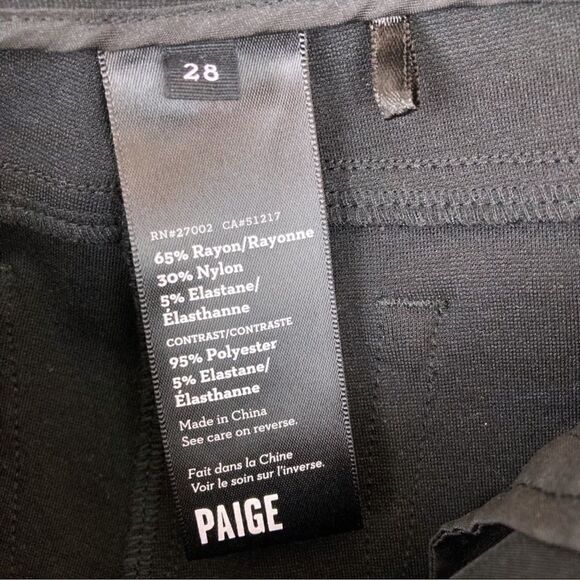 28
RN#27002 CA#51217
65% Rayon/Rayonne
30% Nylon
5% Elastane/
Élasthanne
CONTRAST/CONTRASTE
95% Polyester
5% Elastane/
Élasthanne
Made in China
See care on reverse.
Fait dans la Chine
Voir le soin sur l'inverse.
PAIGE